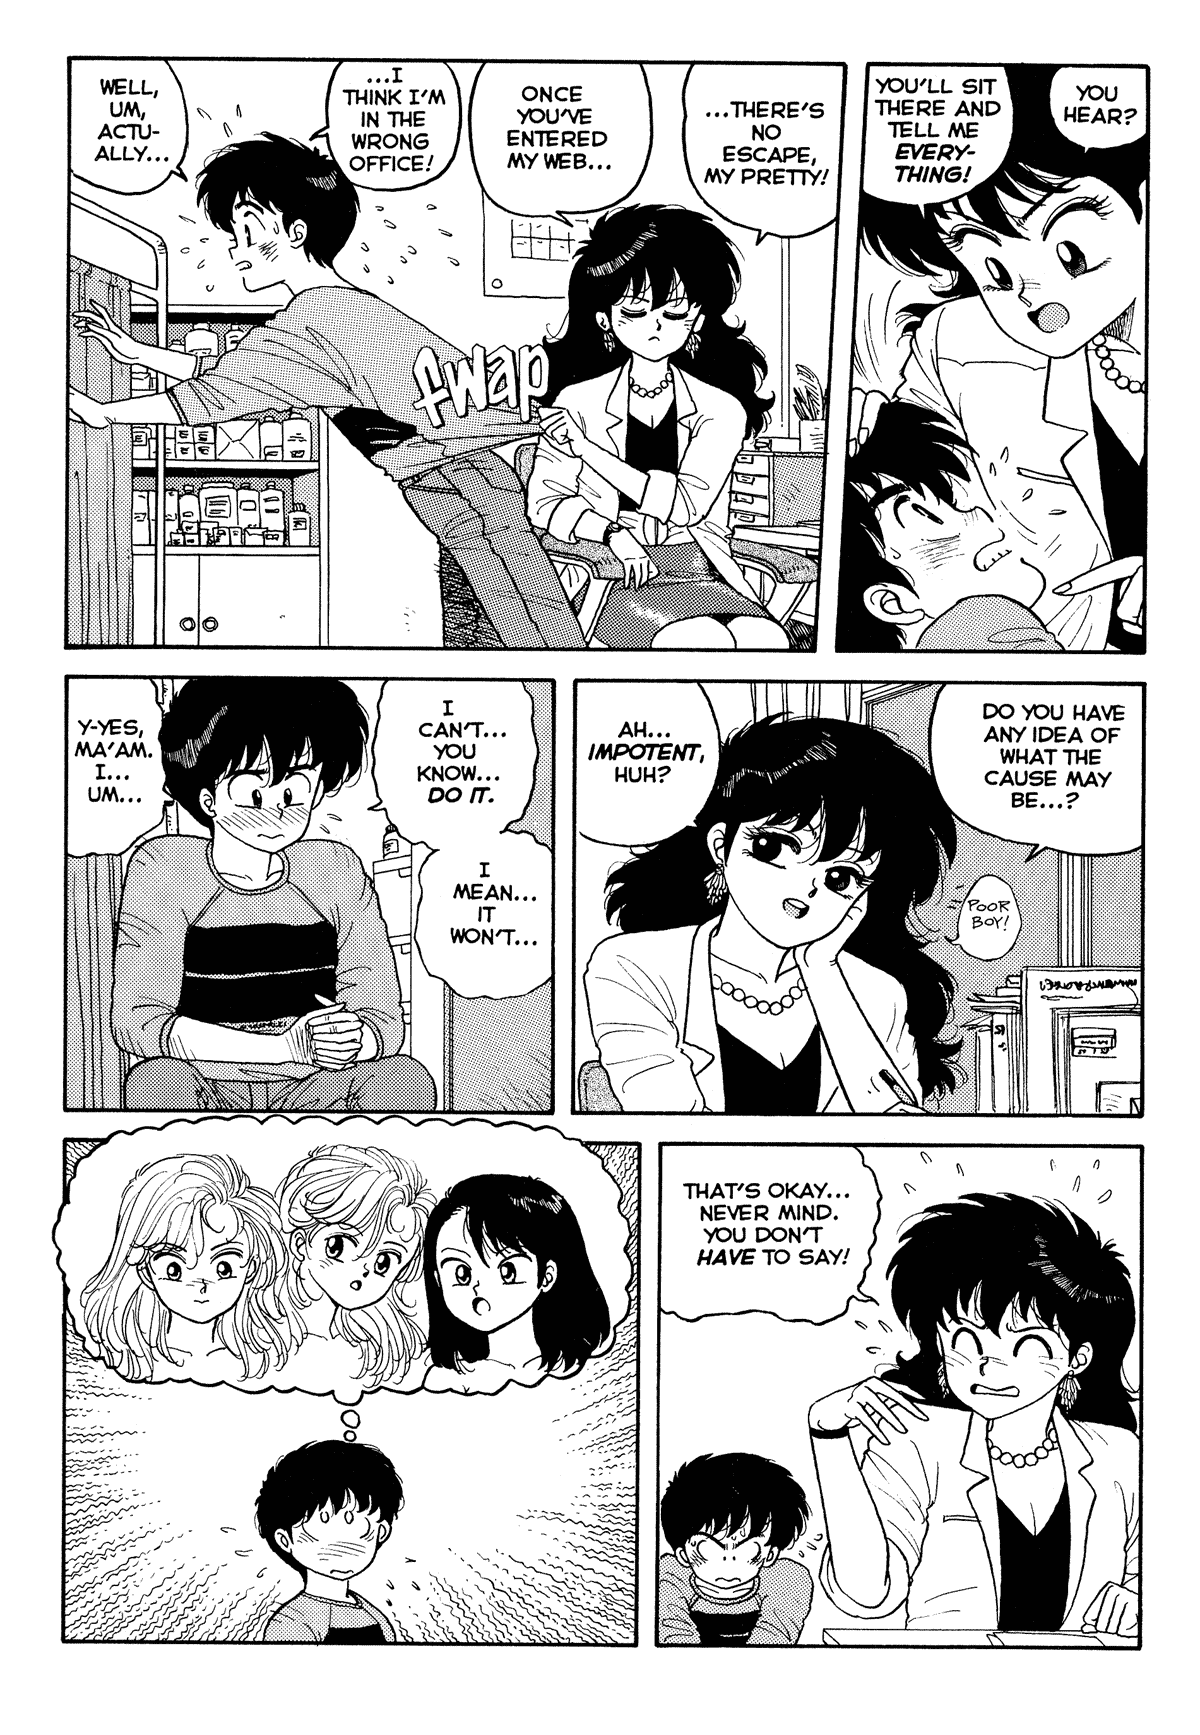 WELL,
UM,
ACTU-
ALLY...
...I
THINK I'M
IN THE
WRONG
OFFICE!
fwap
ONCE
YOU'VE
ENTERED
MY WEB...
...THERE'S
NO
ESCAPE,
MY PRETTY!
YOU'LL SIT
THERE AND
TELL ME
EVERY-
THING!
YOU
HEAR?
Y-YES,
MA'AM.
I...
UM...
I
CAN'T...
YOU
KNOW...
DO IT.
I
MEAN...
IT
WON'T...
AH...
IMPOTENT,
HUH?
DO YOU HAVE
ANY IDEA OF
WHAT THE
CAUSE MAY
BE...?
POOR
BOY!
THAT'S OKAY...
NEVER MIND.
YOU DON'T
HAVE TO SAY!